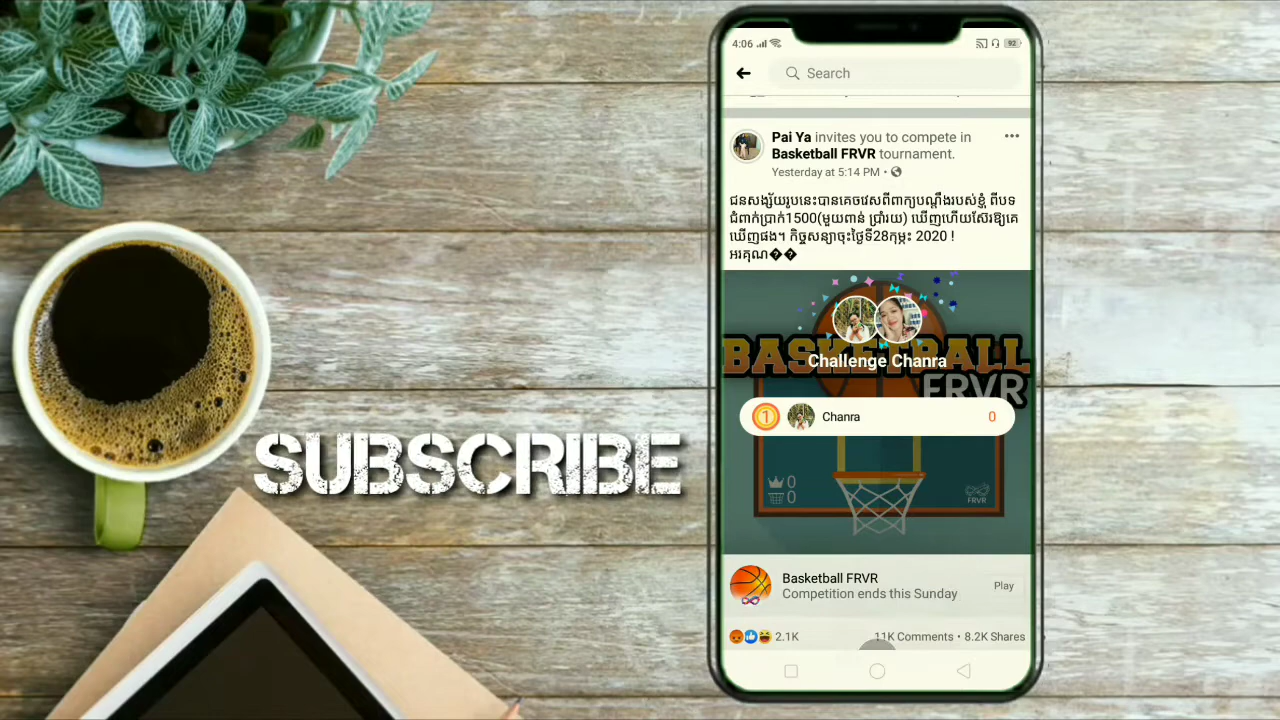 SUBSCRIBE
4:06
92
Search
Pai Ya invites you to compete in
Basketball FRVR tournament.
Yesterday at 5:14 PM •
ជនសង្ស័យរូបនេះបានគេចវេសពីពាក្យបណ្ដឹងរបស់ខ្ញុំ ពីបទ
ជំពាក់ប្រាក់1500(មួយពាន់ ប្រាំរយ) ឃើញហើយស៊ែរឱ្យគេ
ឃើញផង។ កិច្ចសន្យាចុះថ្ងៃទី28កុម្ភះ 2020 !
អរគុណ��
BASKETBALL
FRVR
Challenge Chanra
1 Chanra 0
0
0
FRVR
Basketball FRVR
Competition ends this Sunday
Play
2.1K 11K Comments • 8.2K Shares